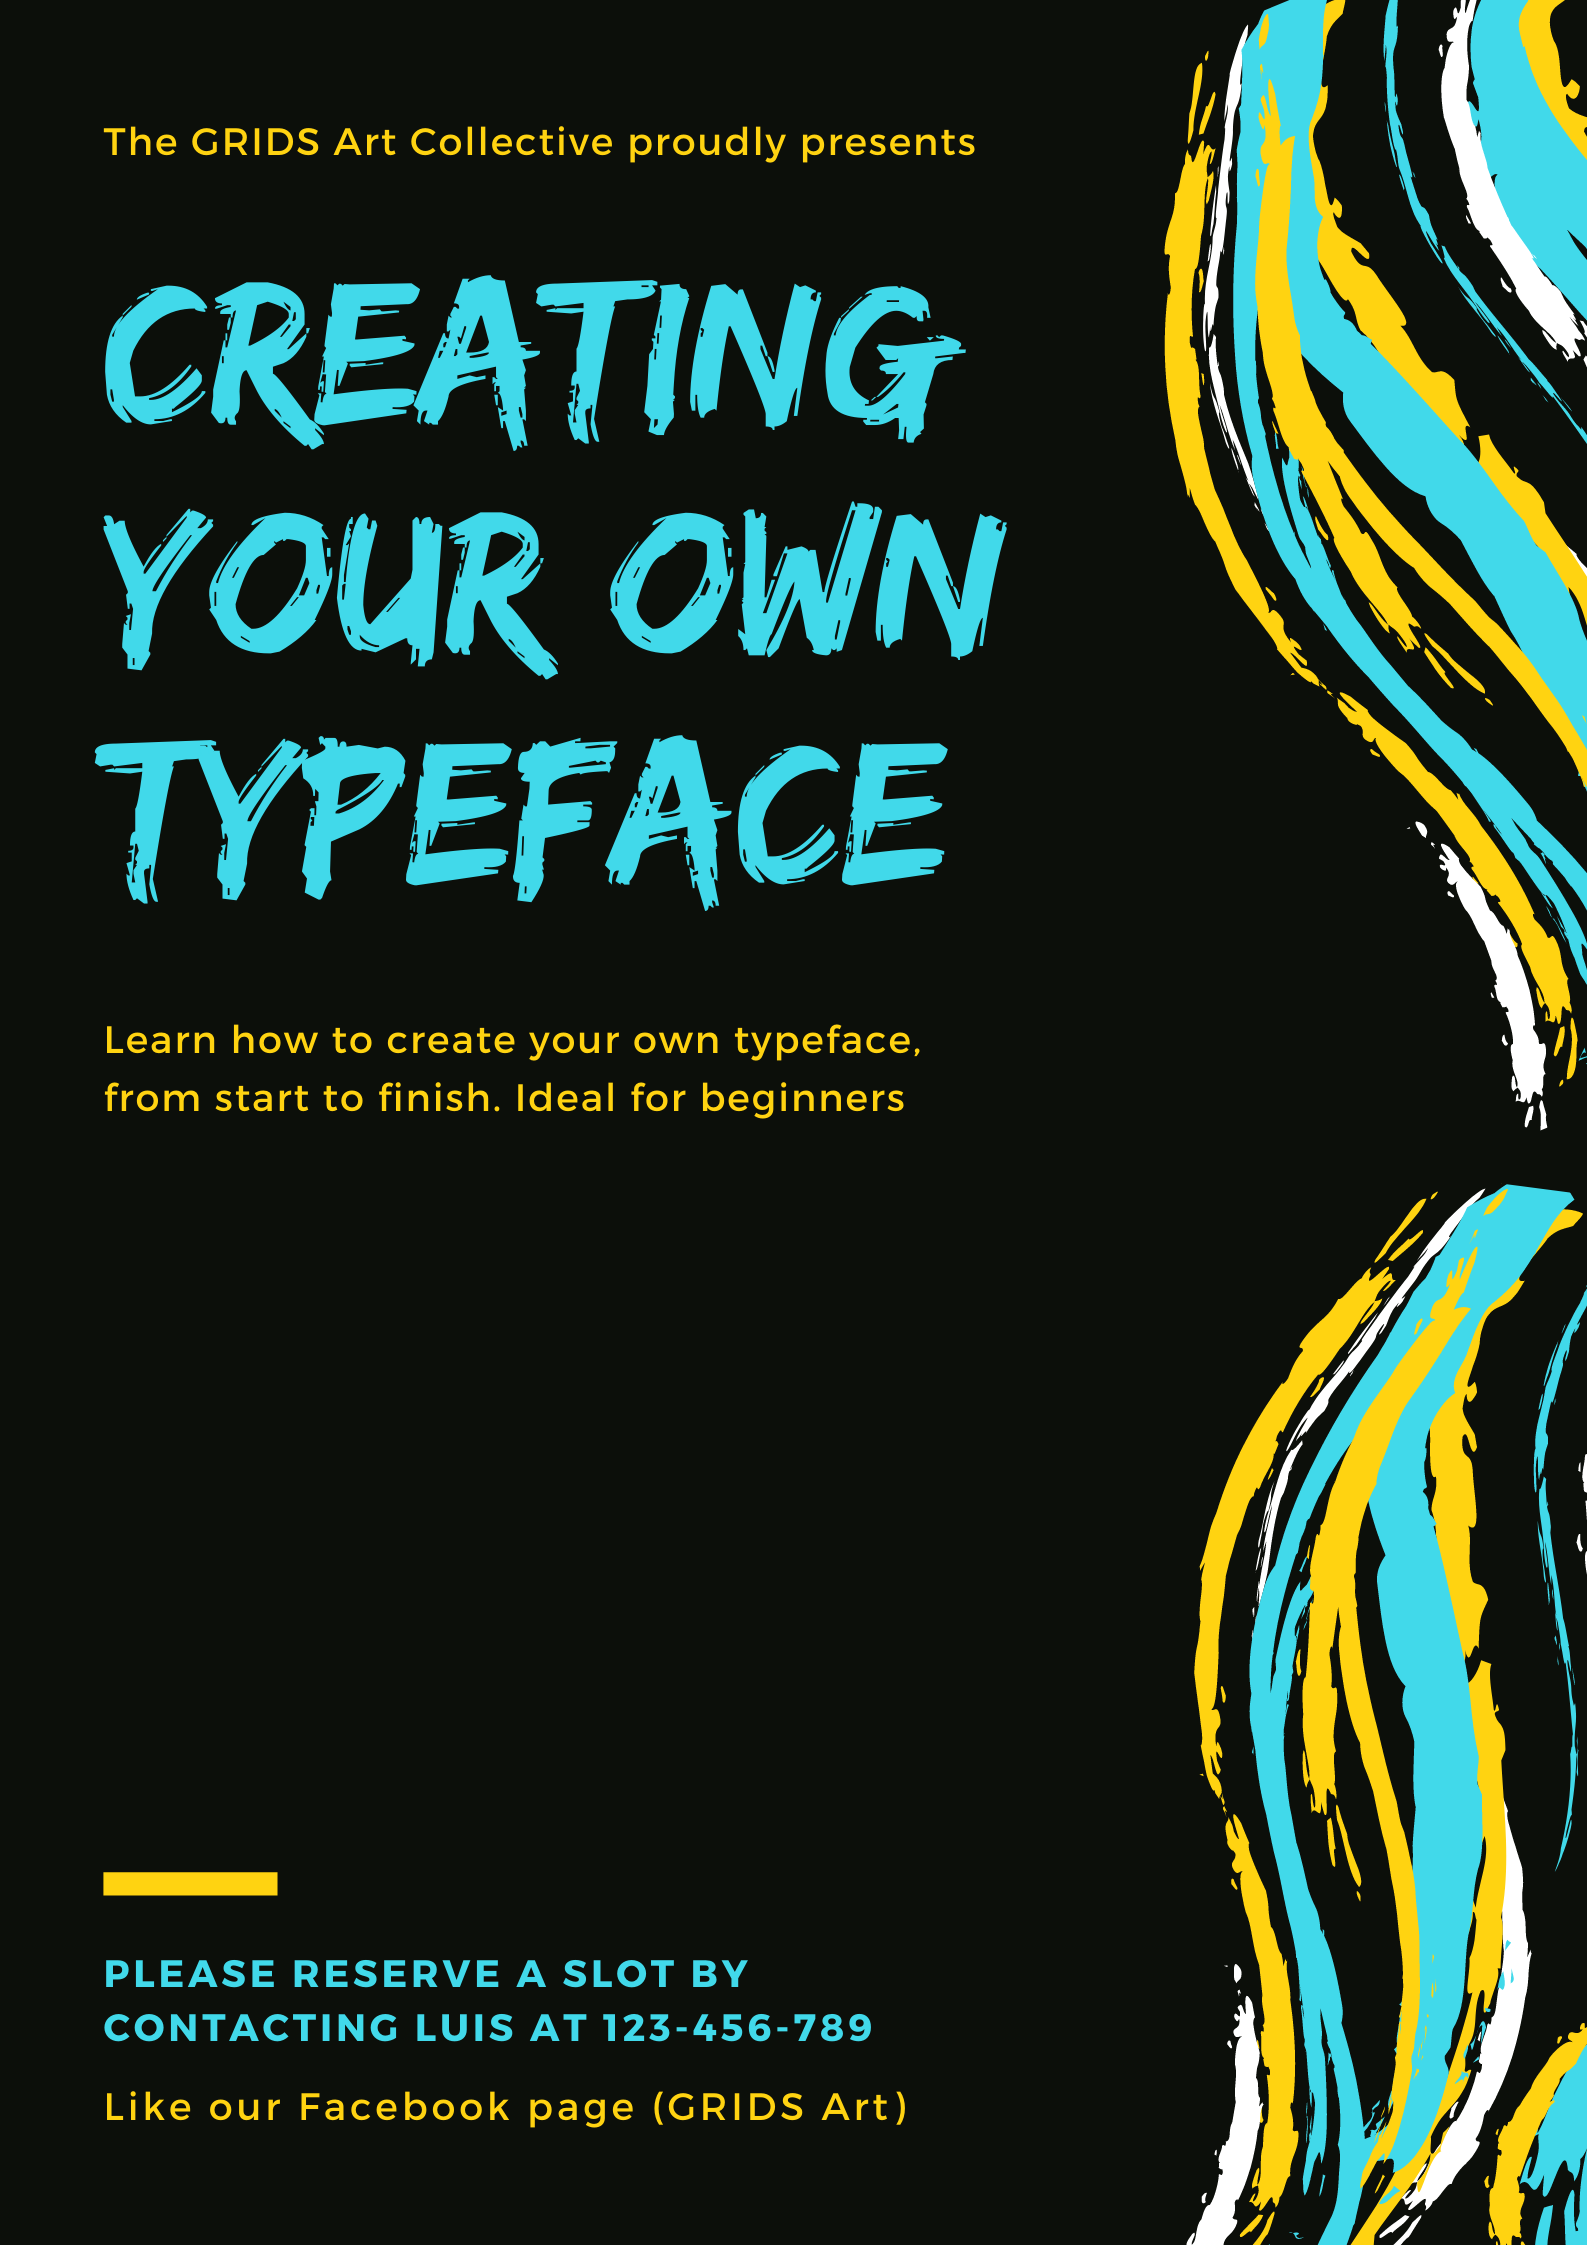 The GRIDS Art Collective proudly presents
CREATING
YOUR OWN
TYPEFACE
Learn how to create your own typeface,
from start to finish. Ideal for beginners
PLEASE RESERVE A SLOT BY
CONTACTING LUIS AT 123-456-789
Like our Facebook page (GRIDS Art)